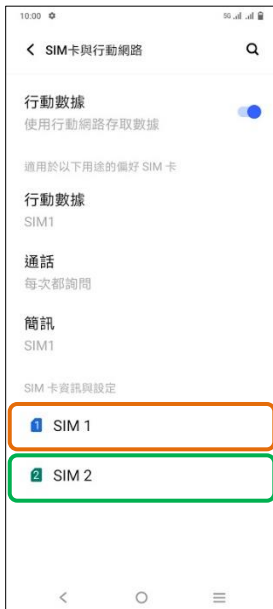 10:00
5G
SIM卡與行動網路
行動數據
使用行動網路存取數據
適用於以下用途的偏好 SIM 卡
行動數據
SIM1
通話
每次都詢問
簡訊
SIM1
SIM 卡資訊與設定
1 SIM 1
2 SIM 2